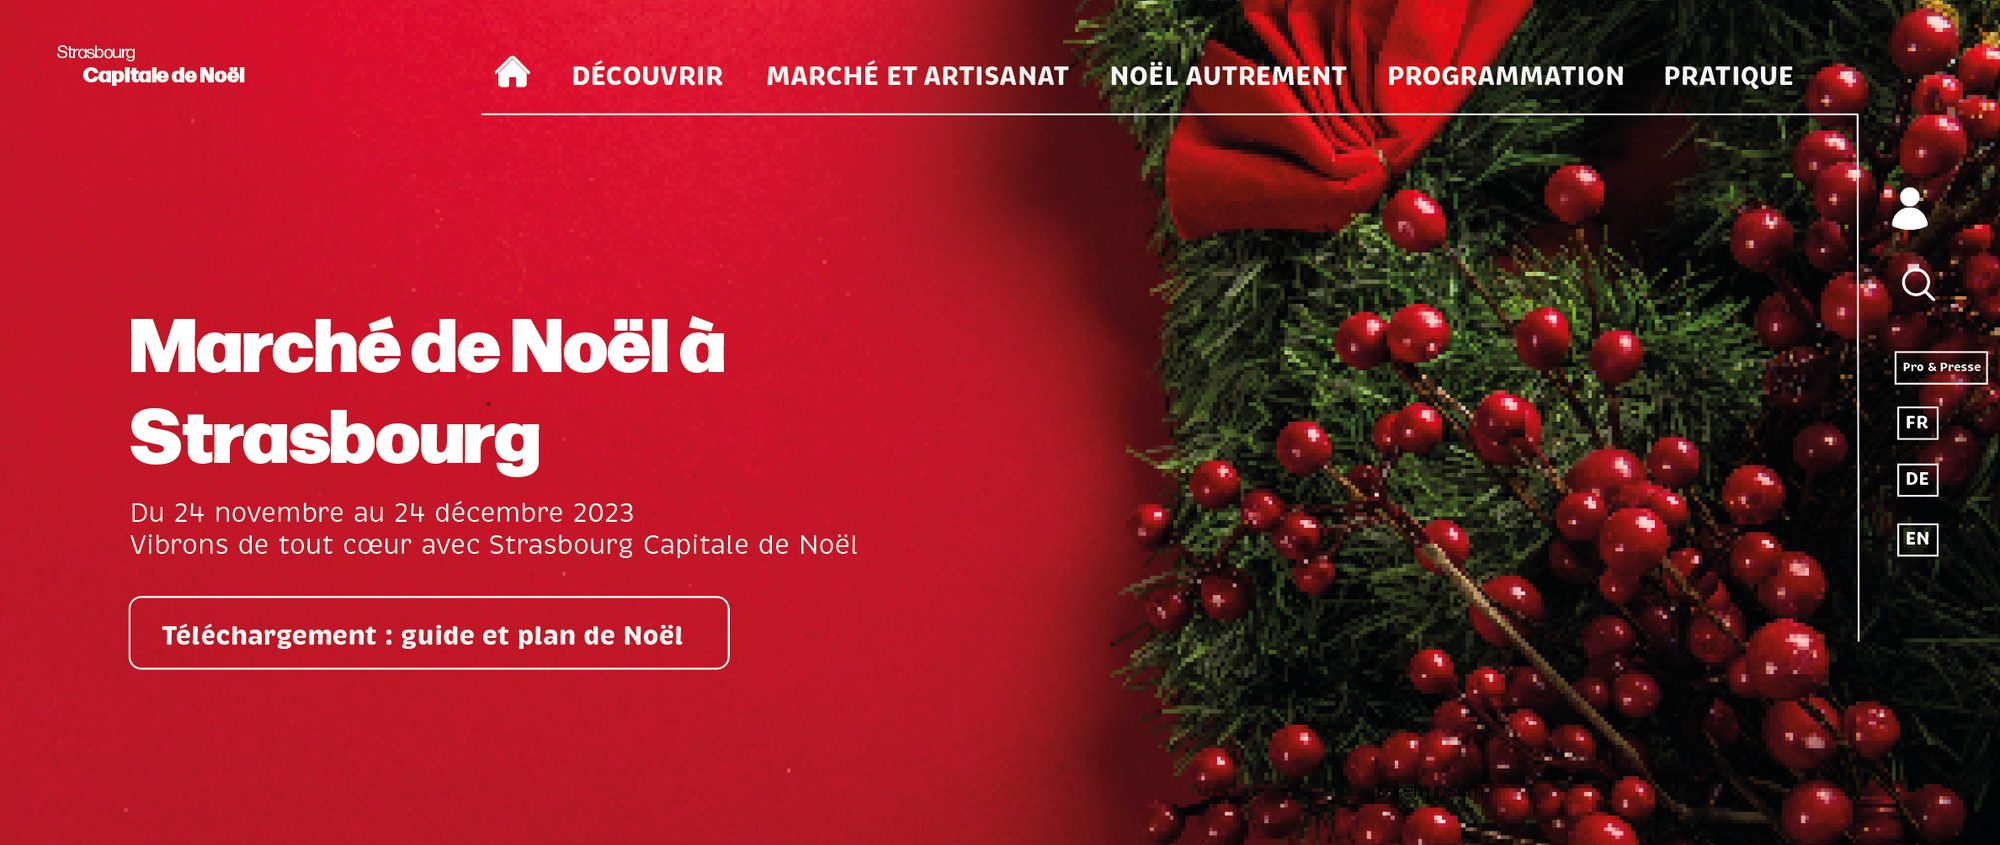 Strasbourg
Capitale de Noël
DÉCOUVRIR MARCHÉ ET ARTISANAT NOËL AUTREMENT PROGRAMMATION PRATIQUE
Marché de Noël à
Strasbourg
Du 24 novembre au 24 décembre 2023
Vibrons de tout cœur avec Strasbourg Capitale de Noël
Téléchargement : guide et plan de Noël
Pro & Presse
FR
DE
EN